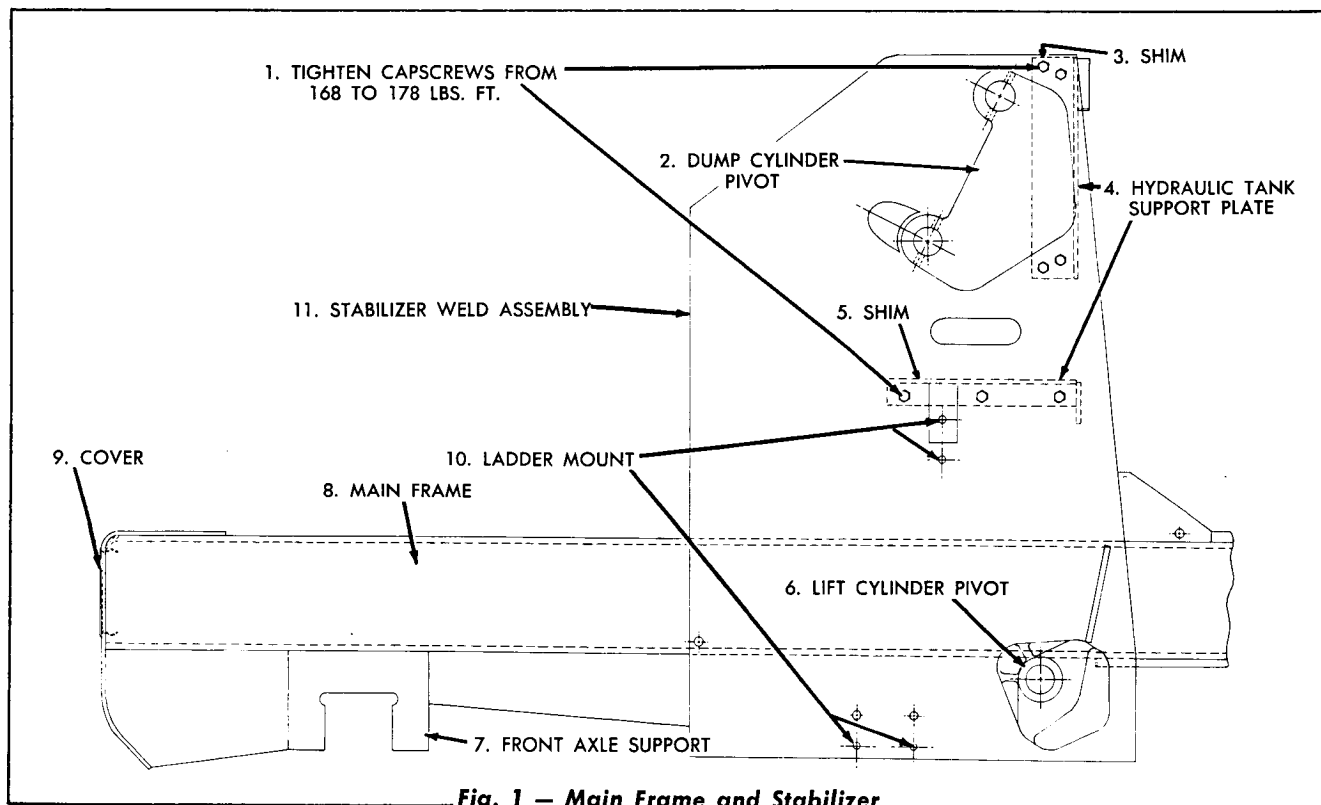 1. TIGHTEN CAPSCREWS FROM
168 TO 178 LBS. FT.
3. SHIM
2. DUMP CYLINDER
PIVOT
4. HYDRAULIC TANK
SUPPORT PLATE
11. STABILIZER WELD ASSEMBLY
5. SHIM
9. COVER
10. LADDER MOUNT
8. MAIN FRAME
6. LIFT CYLINDER PIVOT
7. FRONT AXLE SUPPORT
Fig. 1 — Main Frame and Stabilizer